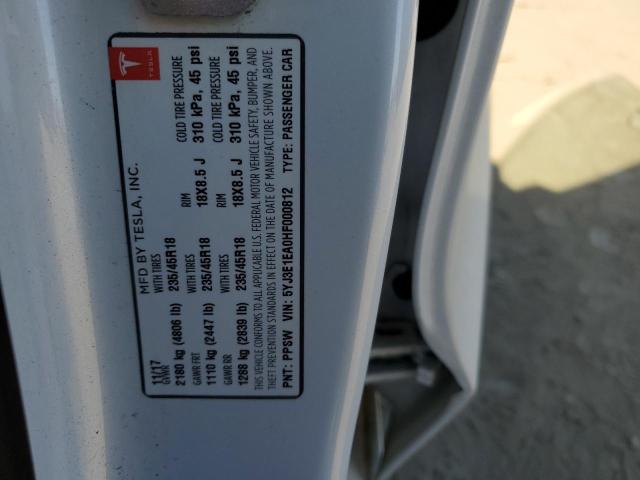 TESLA
MFD BY TESLA, INC.
11/17
GVWR WITH TIRES RIM COLD TIRE PRESSURE
2180 kg (4806 lb) 235/45R18 18X8.5 J 310 kPa, 45 psi
GAWR FRT WITH TIRES RIM COLD TIRE PRESSURE
1110 kg (2447 lb) 235/45R18 18X8.5 J 310 kPa, 45 psi
GAWR RR WITH TIRES
1288 kg (2839 lb) 235/45R18
THIS VEHICLE CONFORMS TO ALL APPLICABLE U.S. FEDERAL MOTOR VEHICLE SAFETY, BUMPER, AND
THEFT PREVENTION STANDARDS IN EFFECT ON THE DATE OF MANUFACTURE SHOWN ABOVE.
PNT: PPSW VIN: 5YJ3E1EA0HF000812 TYPE: PASSENGER CAR